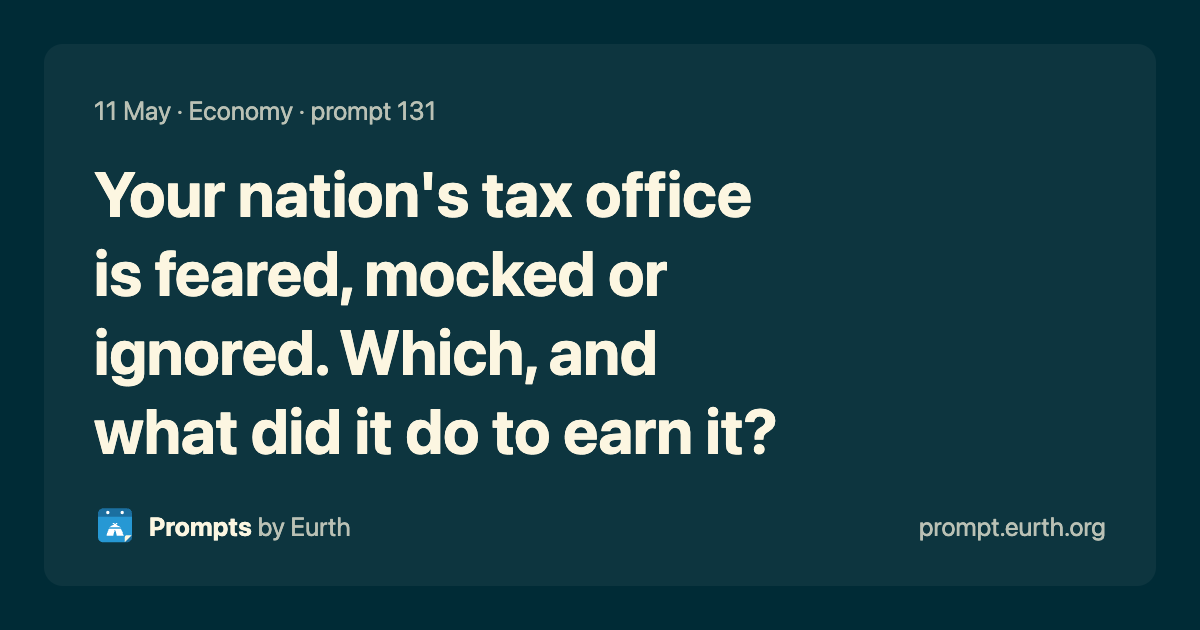 11 May · Economy · prompt 131
Your nation's tax office
is feared, mocked or
ignored. Which, and
what did it do to earn it?
Prompts by Eurth
prompt.eurth.org